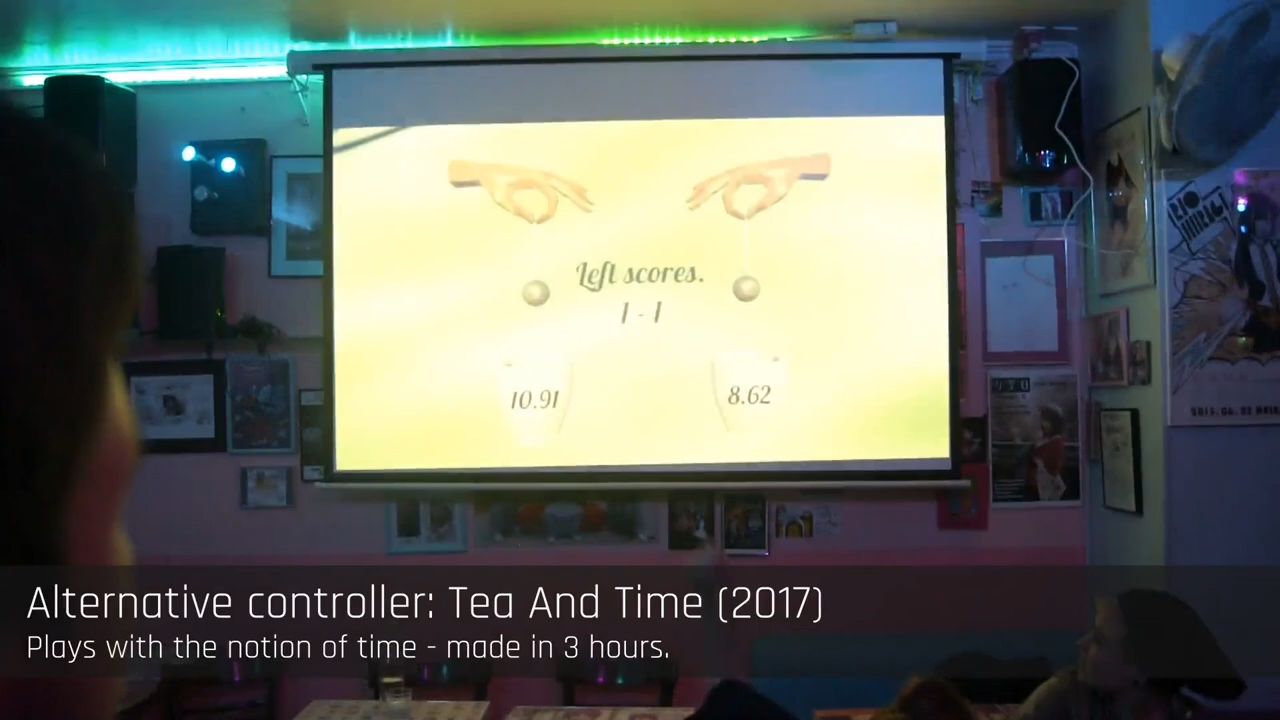 Left scores.
1 - 1
10.91
8.62
Alternative controller: Tea And Time (2017)
Plays with the notion of time - made in 3 hours.